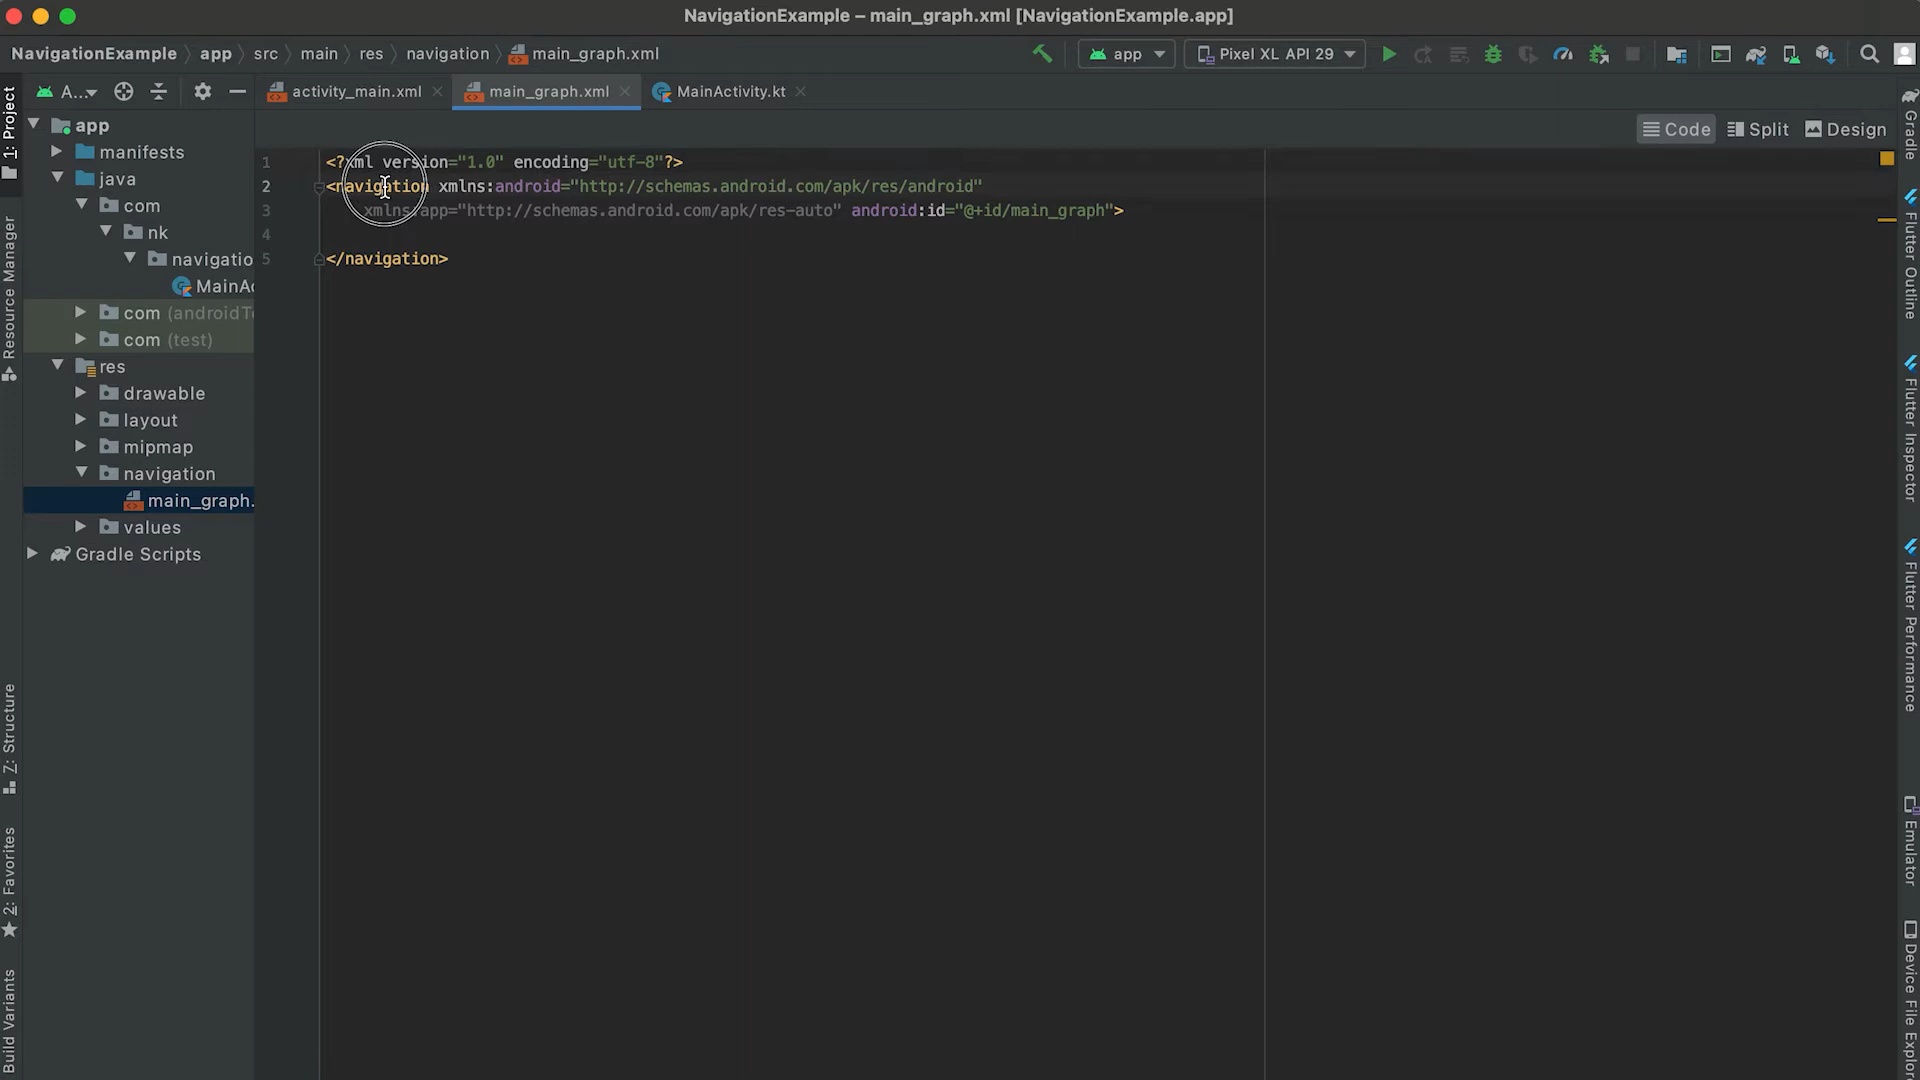 NavigationExample – main_graph.xml [NavigationExample.app]
NavigationExample app src main res navigation main_graph.xml
app
Pixel XL API 29
1: Project
A...
activity_main.xml
main_graph.xml
MainActivity.kt
Code
Split
Design
app
manifests
java
com
nk
navigatio
MainAc
com (androidTe
com (test)
res
drawable
layout
mipmap
navigation
main_graph.
values
Gradle Scripts
1 <?xml version="1.0" encoding="utf-8"?>
2 <navigation xmlns:android="http://schemas.android.com/apk/res/android"
3 xmlns:app="http://schemas.android.com/apk/res-auto" android:id="@+id/main_graph">
4
5 </navigation>
Resource Manager
7: Structure
2: Favorites
Build Variants
Gradle
Flutter Outline
Flutter Inspector
Flutter Performance
Emulator
Device File Explor